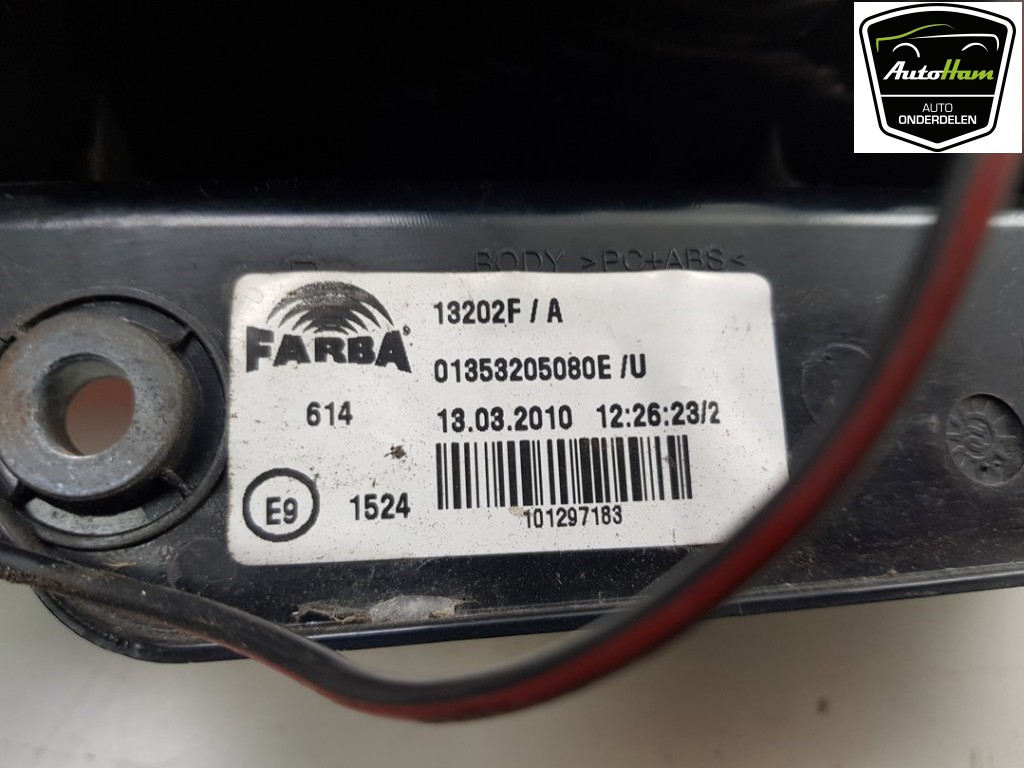 AutoHam
AUTO
ONDERDELEN
BODY >PC+ABS<
FARBA®
13202F / A
01353205080E /U
614
13.03.2010 12:26:23/2
E9
1524
101297183